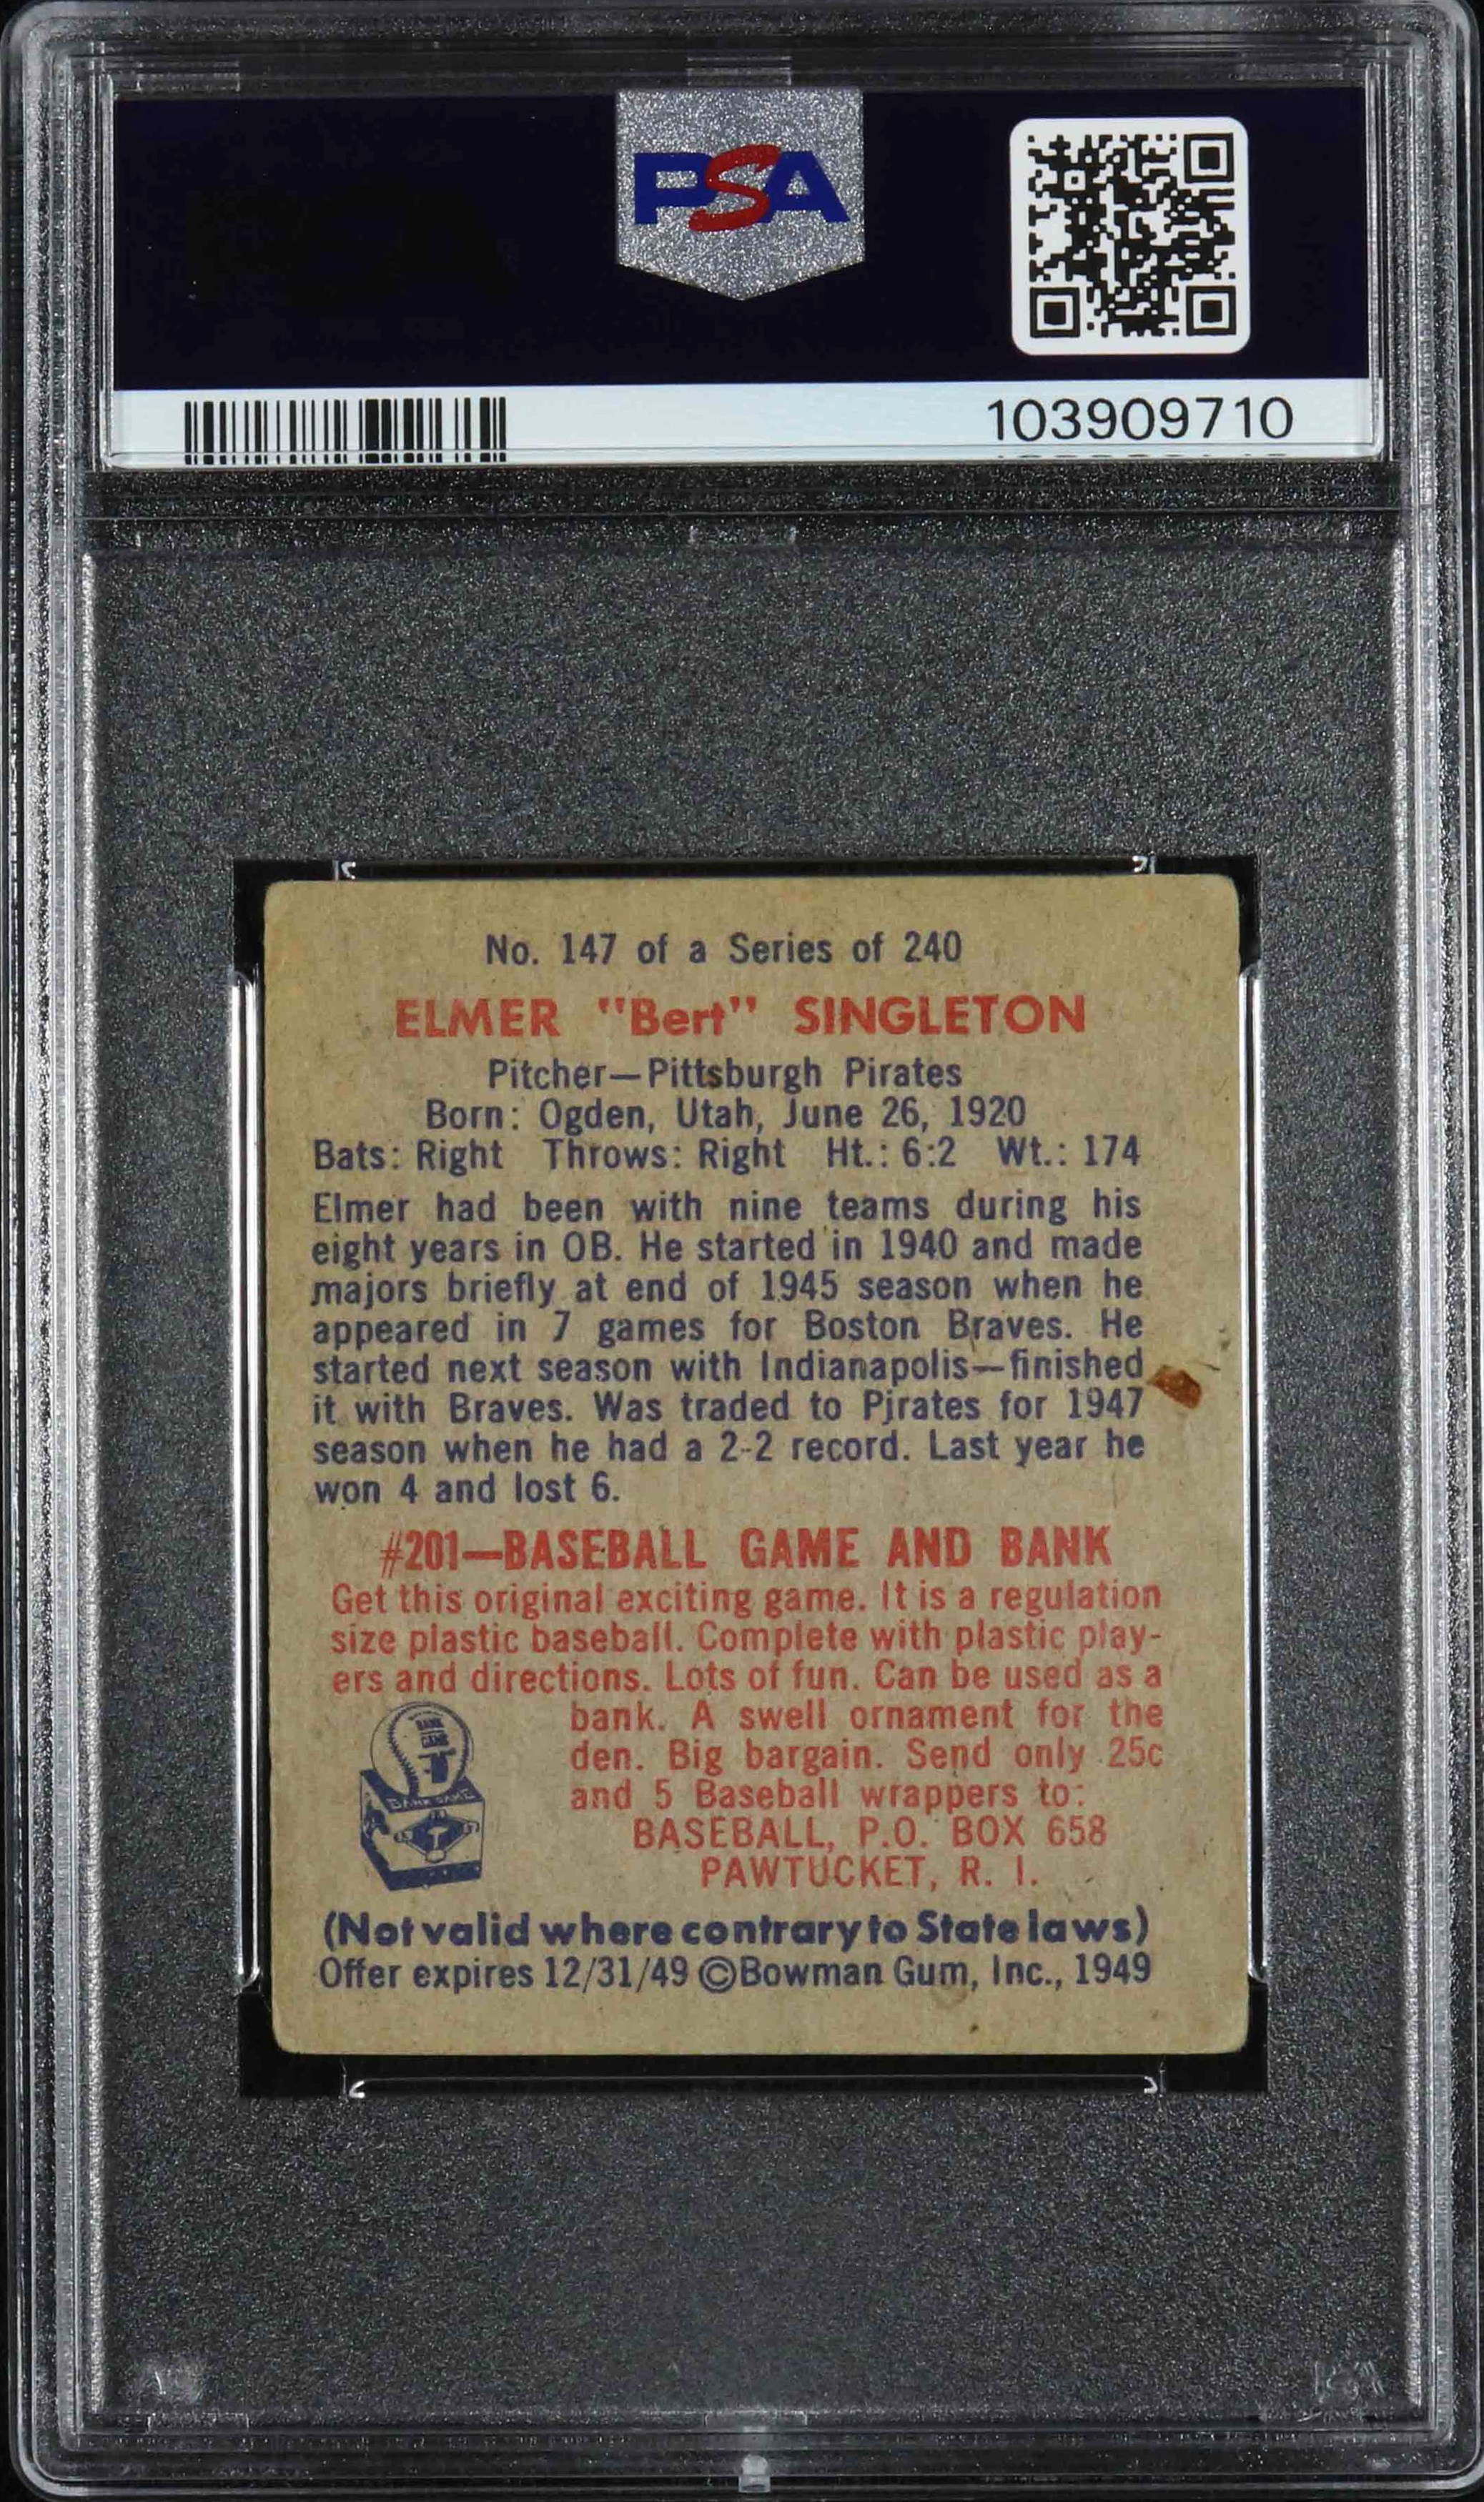 PSA
103909710
No. 147 of a Series of 240
ELMER "Bert" SINGLETON
Pitcher—Pittsburgh Pirates
Born: Ogden, Utah, June 26, 1920
Bats: Right Throws: Right Ht.: 6:2 Wt.: 174
Elmer had been with nine teams during his
eight years in OB. He started in 1940 and made
majors briefly at end of 1945 season when he
appeared in 7 games for Boston Braves. He
started next season with Indianapolis—finished
it with Braves. Was traded to Pirates for 1947
season when he had a 2-2 record. Last year he
won 4 and lost 6.
#201—BASEBALL GAME AND BANK
Get this original exciting game. It is a regulation
size plastic baseball. Complete with plastic play-
ers and directions. Lots of fun. Can be used as a
bank. A swell ornament for the
den. Big bargain. Send only 25c
and 5 Baseball wrappers to:
BASEBALL, P.O. BOX 658
PAWTUCKET, R. I.
BANK
GAME
BANK GAME
(Not valid where contrary to State laws)
Offer expires 12/31/49 ©Bowman Gum, Inc., 1949
PSA